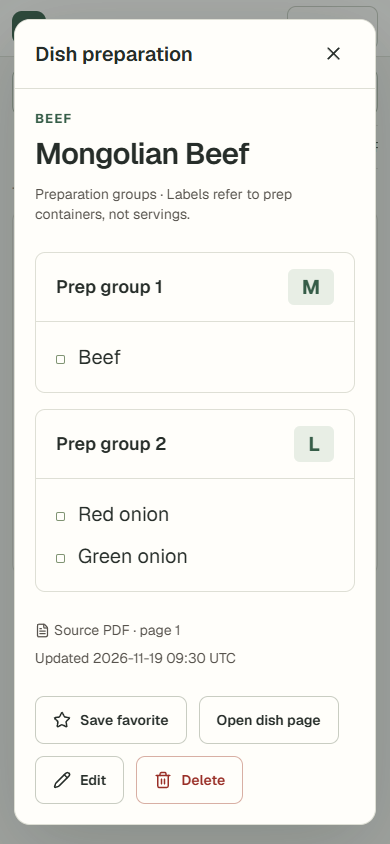 Dish preparation
BEEF
Mongolian Beef
Preparation groups · Labels refer to prep
containers, not servings.
Prep group 1 M
Beef
Prep group 2 L
Red onion
Green onion
Source PDF · page 1
Updated 2026-11-19 09:30 UTC
Save favorite Open dish page
Edit Delete